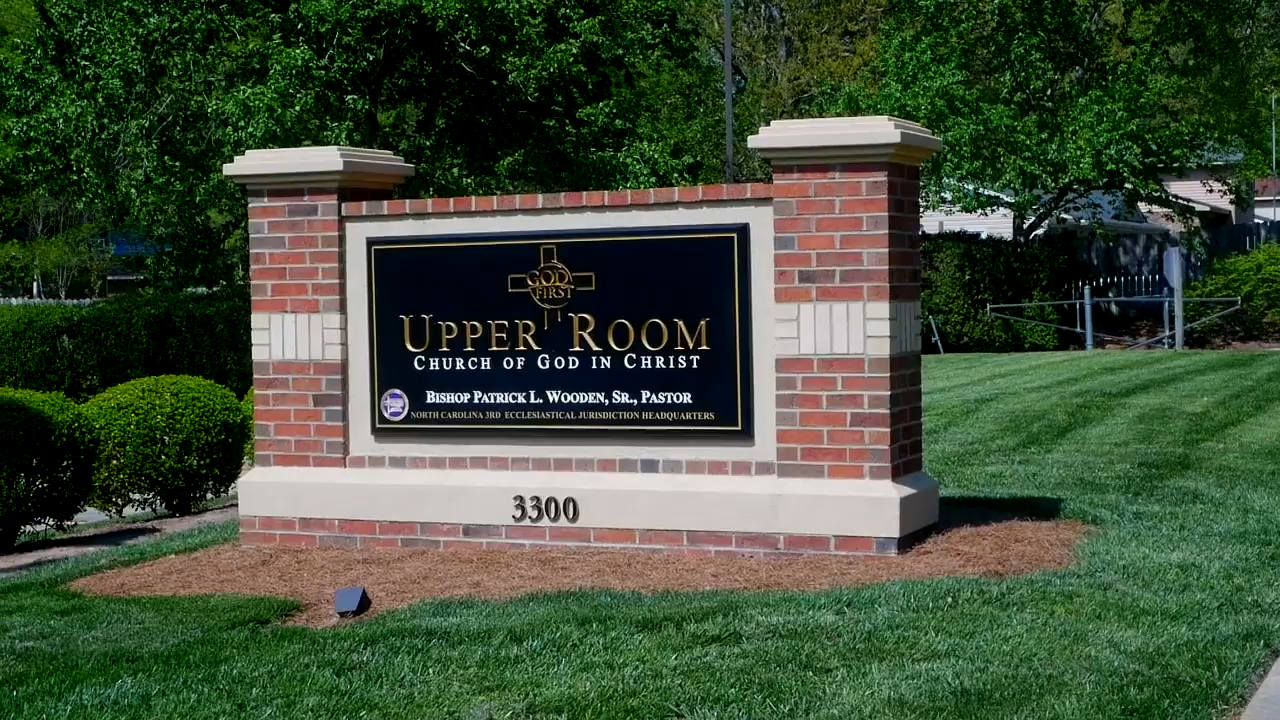 GOD
FIRST
UPPER ROOM
CHURCH OF GOD IN CHRIST
BISHOP PATRICK L. WOODEN, SR., PASTOR
NORTH CAROLINA 3RD ECCLESIASTICAL JURISDICTION HEADQUARTERS
3300